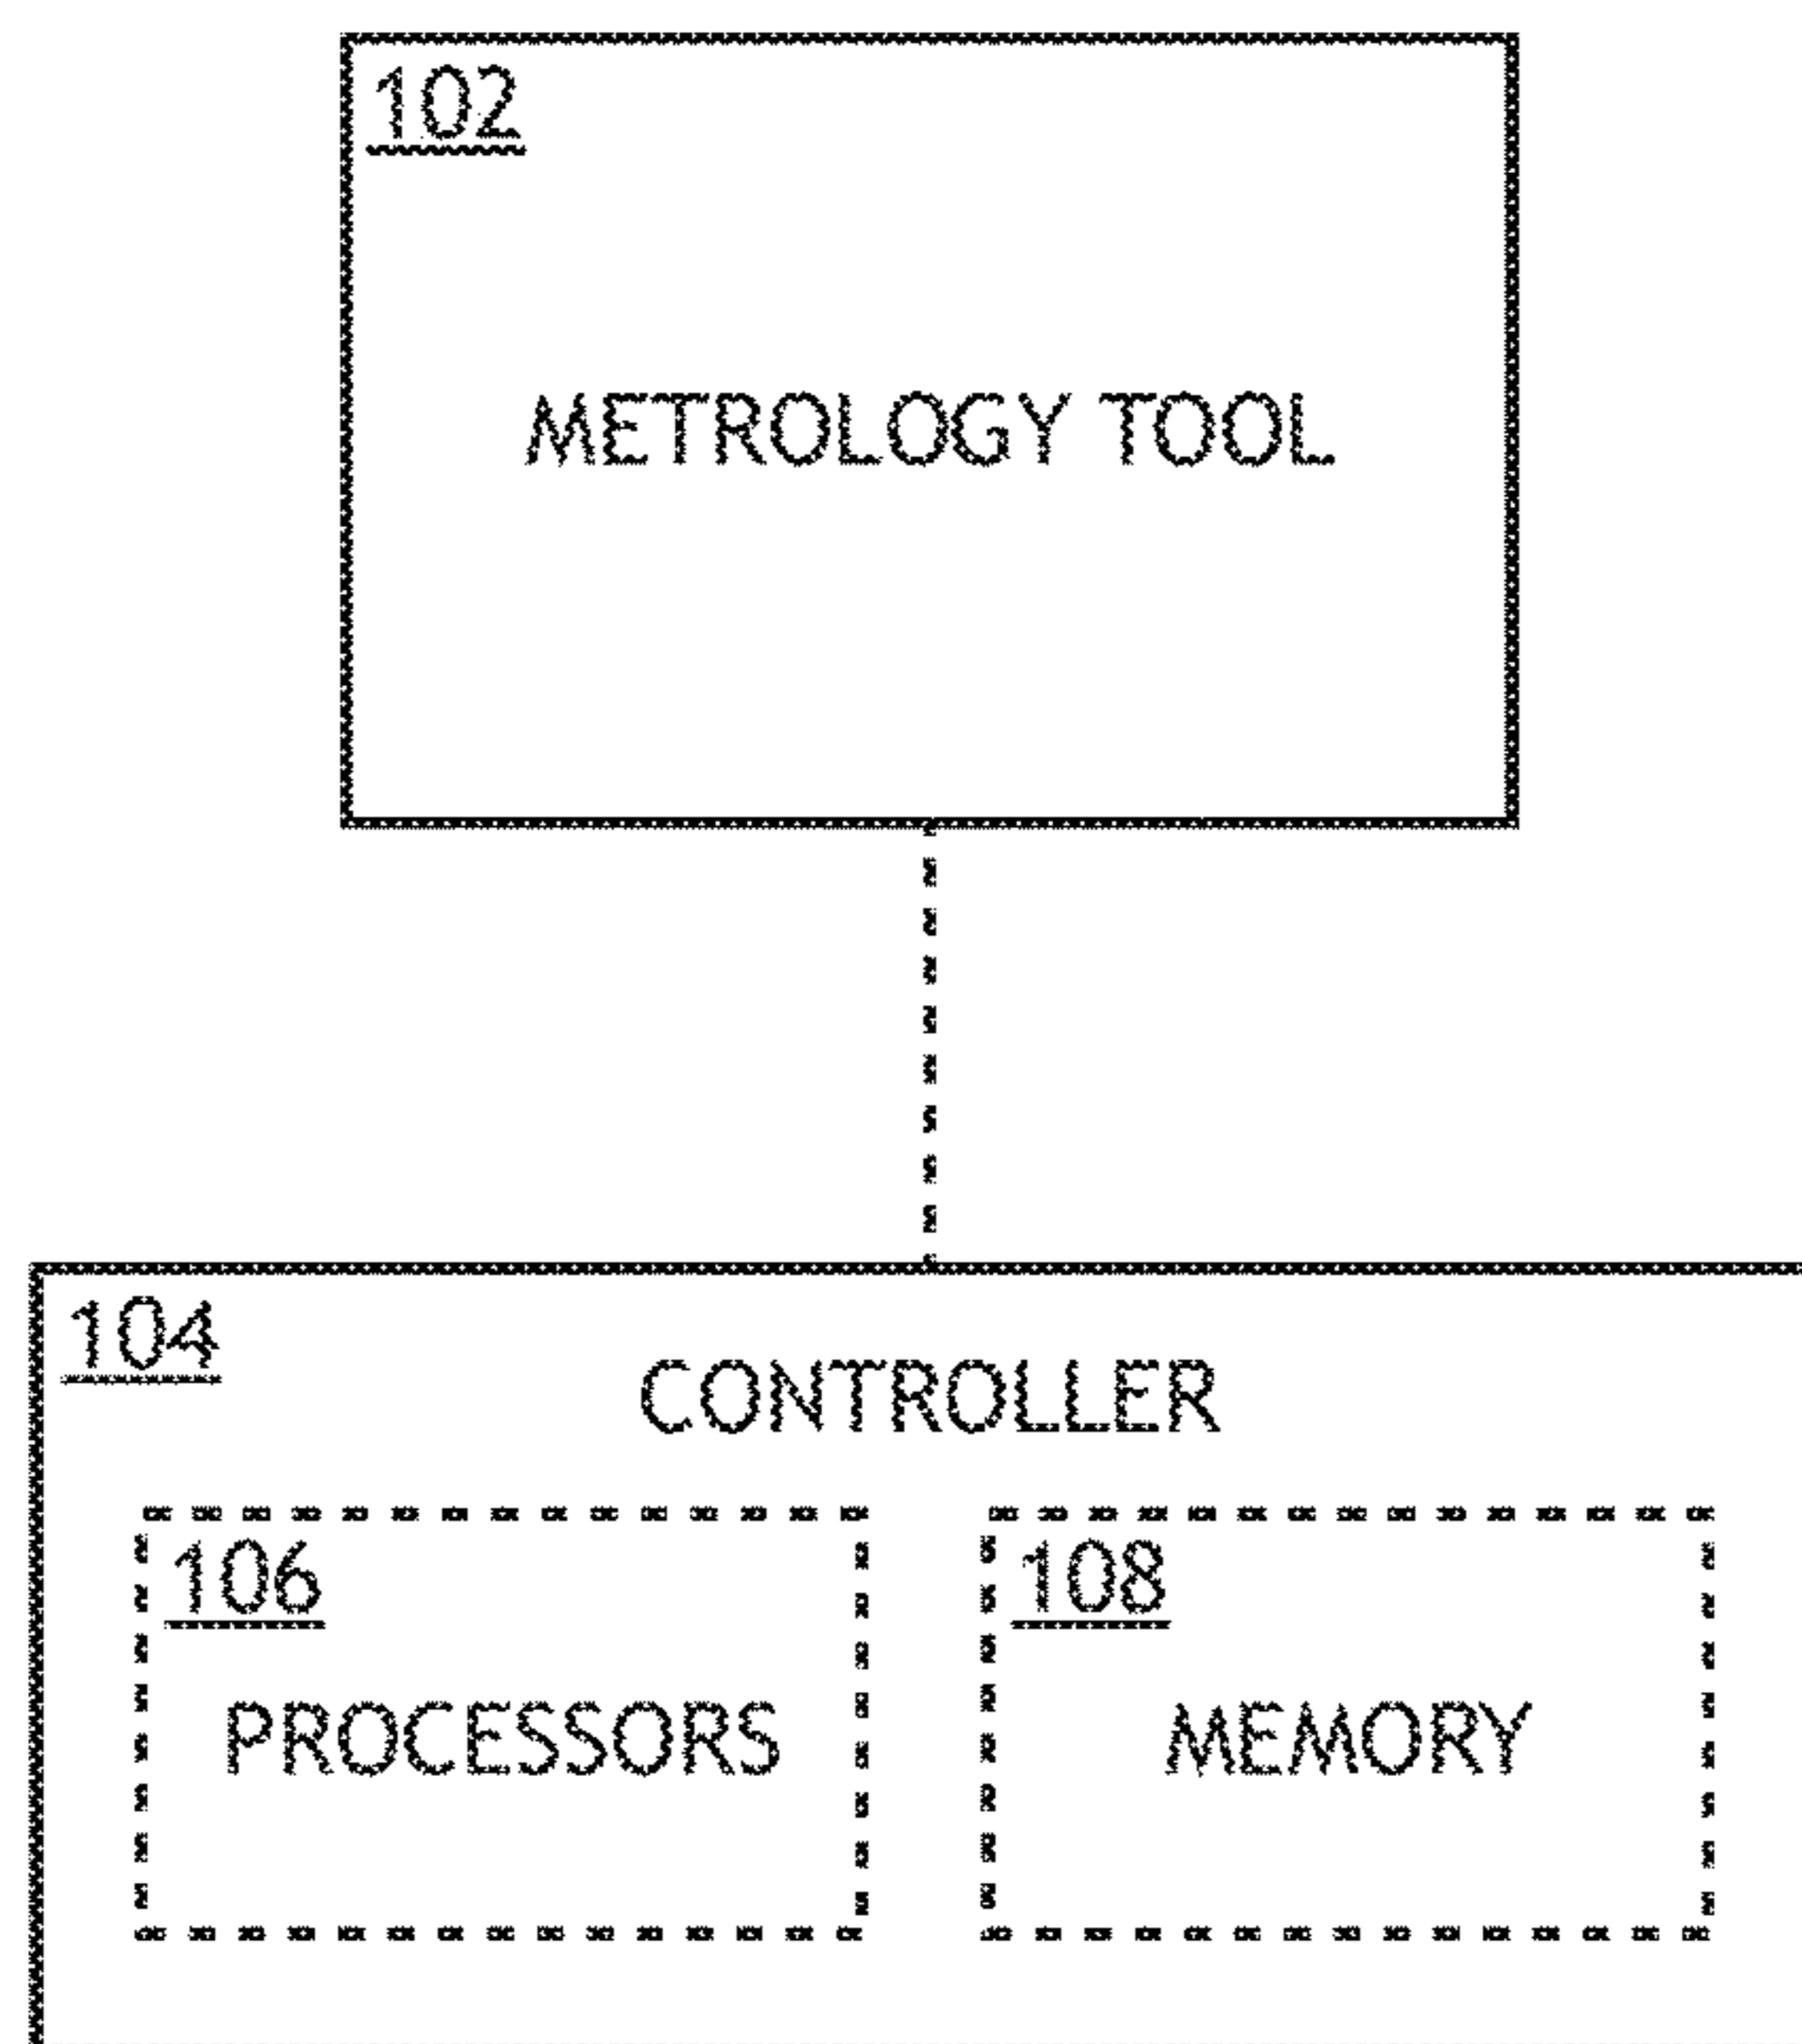 102
METROLOGY TOOL
104
CONTROLLER
106
PROCESSORS
108
MEMORY